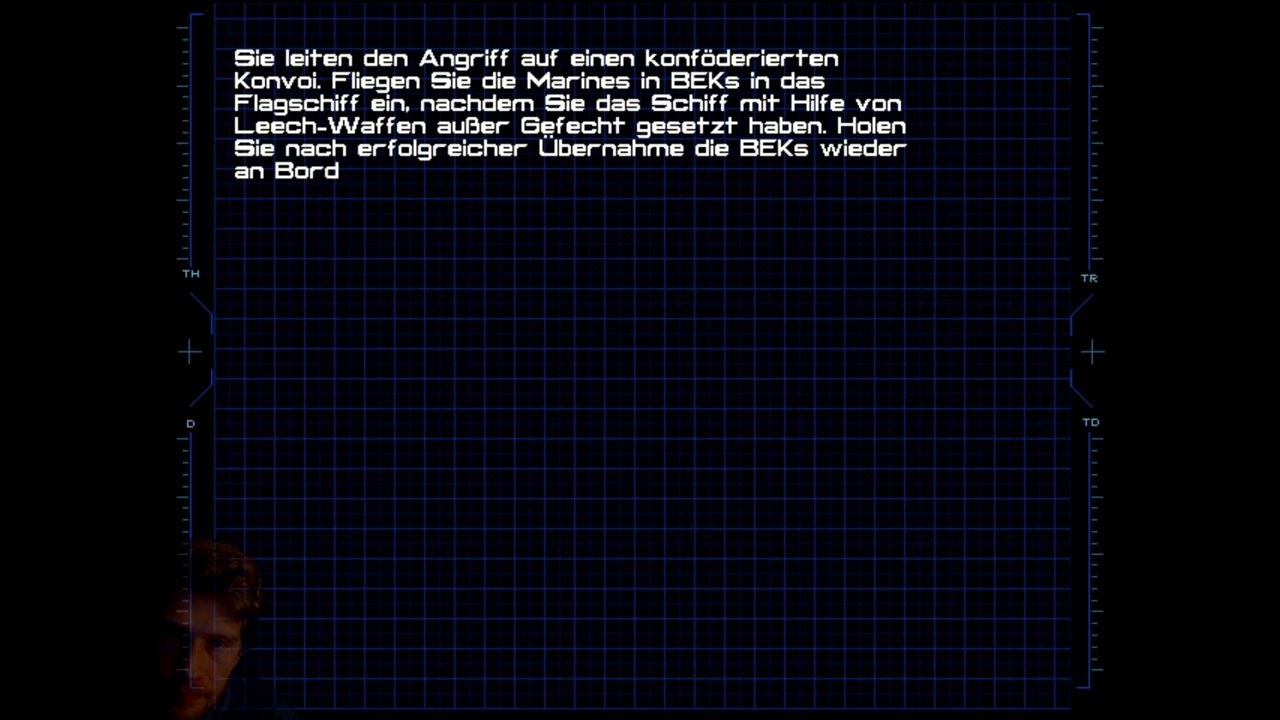 Sie leiten den Angriff auf einen konföderierten
Konvoi. Fliegen Sie die Marines in BEKs in das
Flagschiff ein, nachdem Sie das Schiff mit Hilfe von
Leech-Waffen außer Gefecht gesetzt haben. Holen
Sie nach erfolgreicher Übernahme die BEKs wieder
an Bord
TH
TR
D
TD